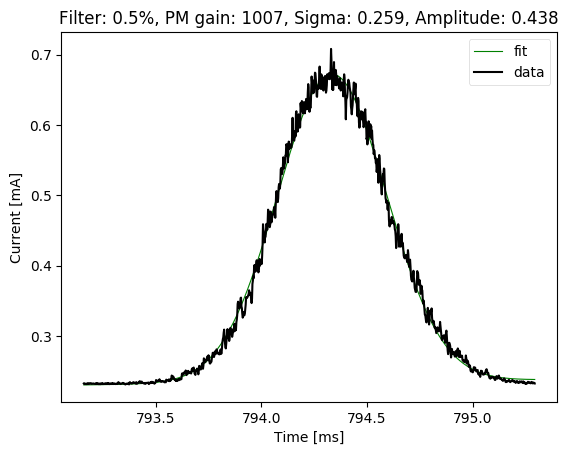 Filter: 0.5%, PM gain: 1007, Sigma: 0.259, Amplitude: 0.438
fit
data
0.7
0.6
0.5
0.4
0.3
Current [mA]
793.5 794.0 794.5 795.0
Time [ms]